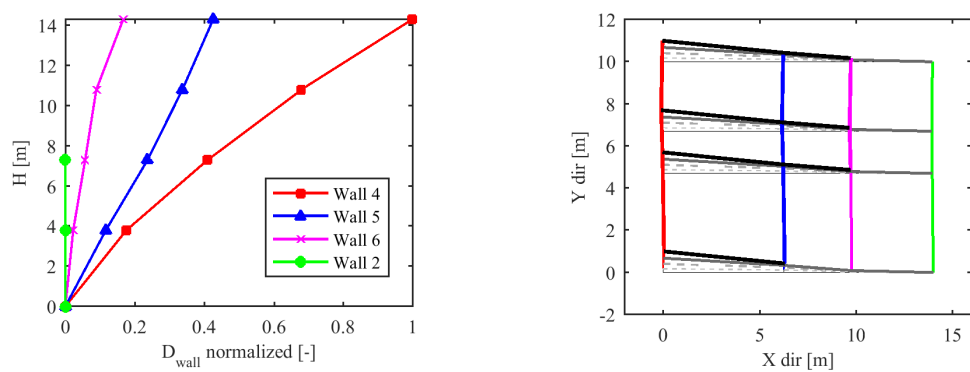 14
12
10
8
6
4
2
0
H [m]
Wall 4
Wall 5
Wall 6
Wall 2
0 0.2 0.4 0.6 0.8 1
D_wall normalized [-]
12
10
8
6
4
2
0
-2
Y dir [m]
0 5 10 15
X dir [m]